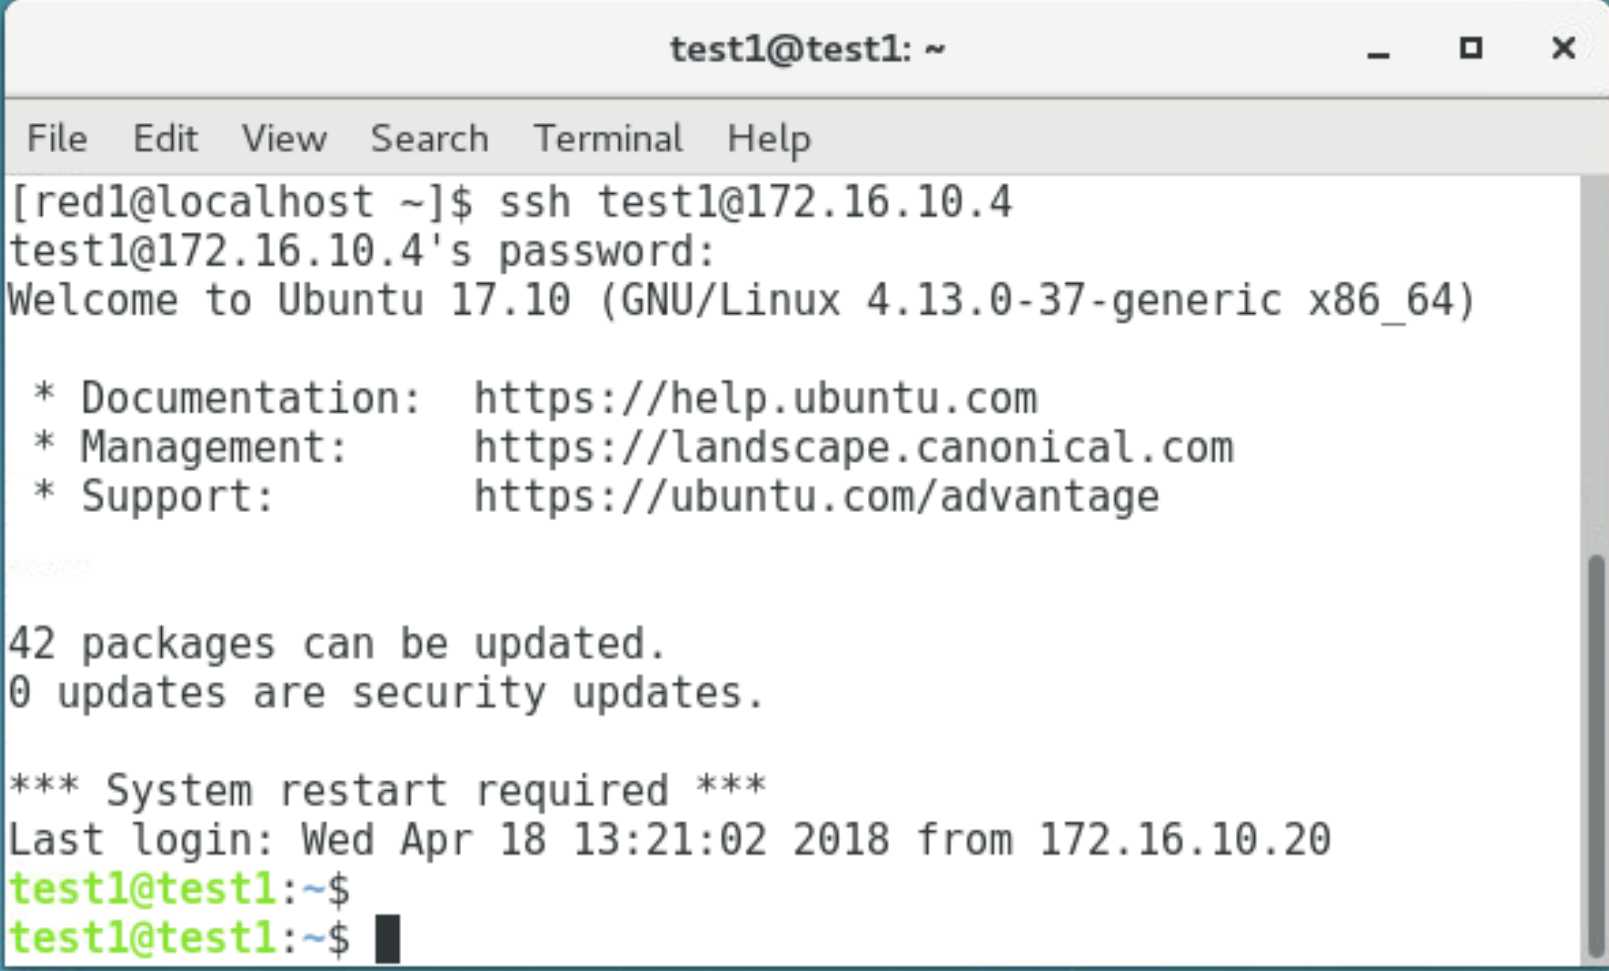 test1@test1: ~
File Edit View Search Terminal Help
[red1@localhost ~]$ ssh test1@172.16.10.4
test1@172.16.10.4's password:
Welcome to Ubuntu 17.10 (GNU/Linux 4.13.0-37-generic x86_64)
* Documentation:  https://help.ubuntu.com
* Management:     https://landscape.canonical.com
* Support:        https://ubuntu.com/advantage
42 packages can be updated.
0 updates are security updates.
*** System restart required ***
Last login: Wed Apr 18 13:21:02 2018 from 172.16.10.20
test1@test1:~$
test1@test1:~$